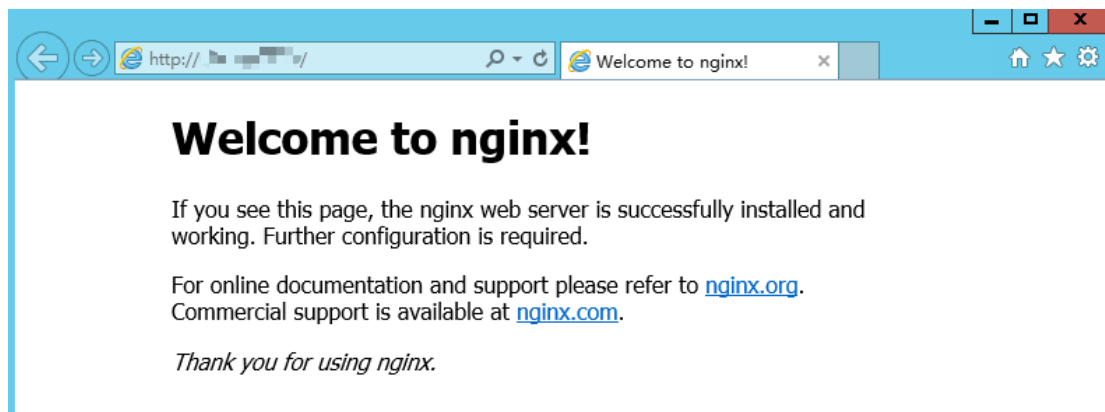 http://
/
Welcome to nginx!
Welcome to nginx!
If you see this page, the nginx web server is successfully installed and
working. Further configuration is required.
For online documentation and support please refer to nginx.org.
Commercial support is available at nginx.com.
Thank you for using nginx.